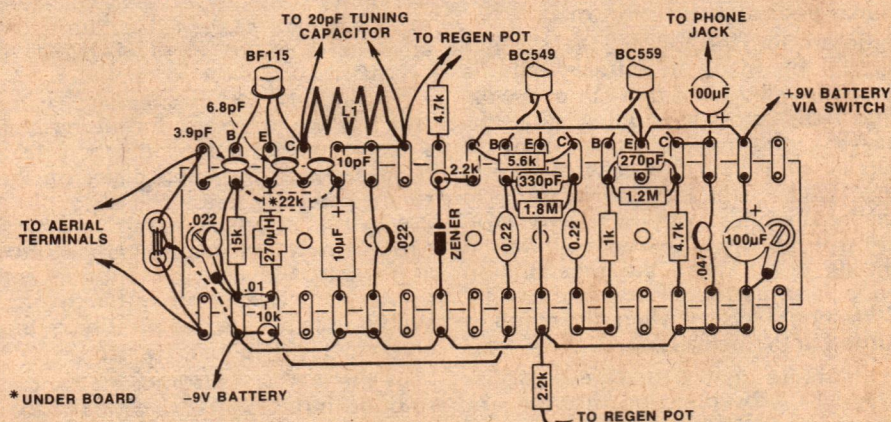 TO 20pF TUNING
CAPACITOR
TO REGEN POT
TO PHONE
JACK
BF115
BC549
BC559
100µF
+
+9V BATTERY
VIA SWITCH
6.8pF
3.9pF
B
E
C
L1
4.7k
10pF
2.2k
B
E
C
5.6k
330pF
1.8M
B
E
C
270pF
1.2M
*22k
TO AERIAL
TERMINALS
.022
15k
270µH
+
10µF
.022
ZENER
0.22
0.22
1k
4.7k
.047
+
100µF
.01
10k
2.2k
*UNDER BOARD
-9V BATTERY
TO REGEN POT